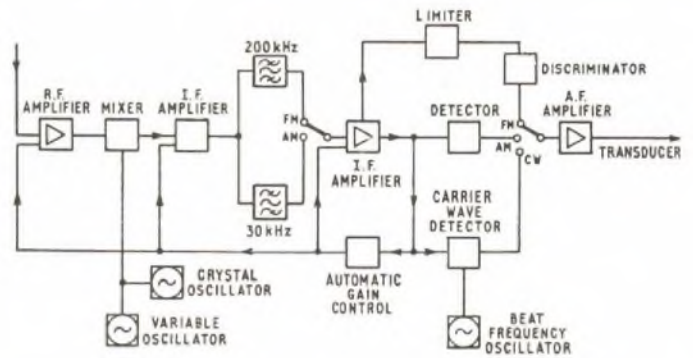 LIMITER
200kHz
DISCRIMINATOR
R.F.
AMPLIFIER
MIXER
I.F.
AMPLIFIER
FM
AM
DETECTOR
A.F.
AMPLIFIER
FM
AM
CW
TRANSDUCER
I.F.
AMPLIFIER
CARRIER
WAVE
DETECTOR
30kHz
AUTOMATIC
GAIN
CONTROL
CRYSTAL
OSCILLATOR
VARIABLE
OSCILLATOR
BEAT
FREQUENCY
OSCILLATOR